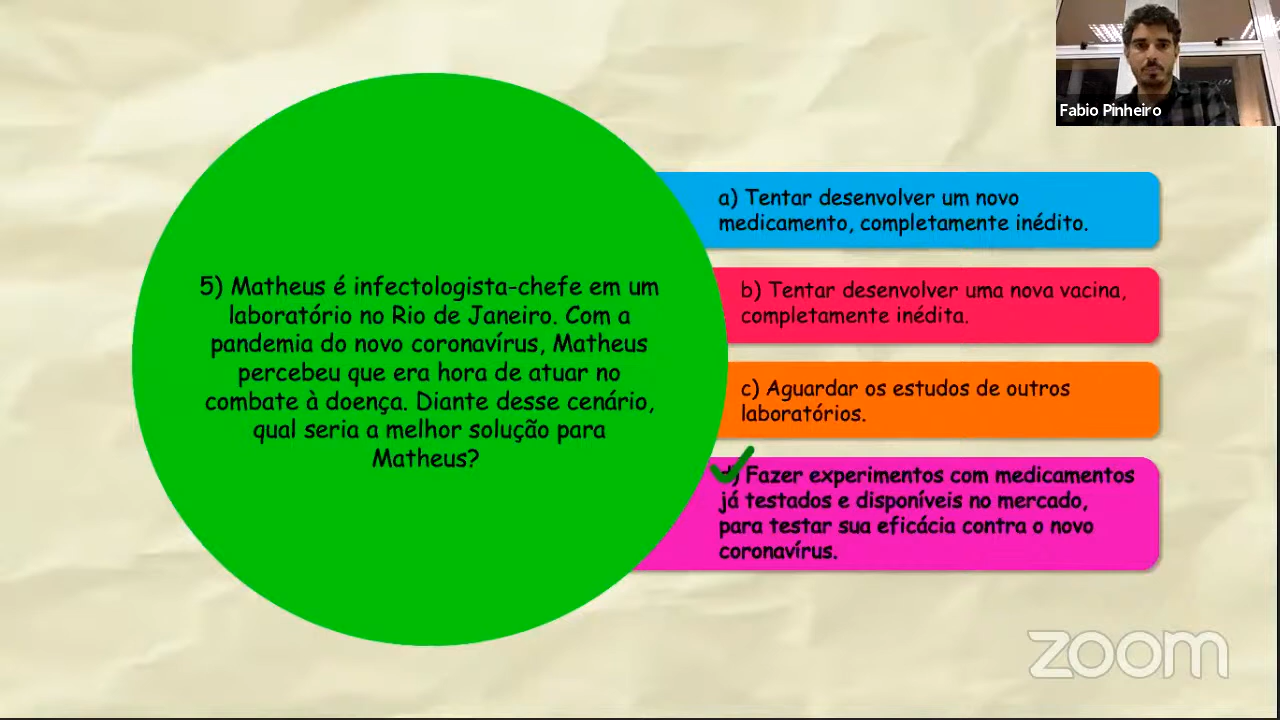 Fabio Pinheiro
5) Matheus é infectologista-chefe em um
laboratório no Rio de Janeiro. Com a
pandemia do novo coronavírus, Matheus
percebeu que era hora de atuar no
combate à doença. Diante desse cenário,
qual seria a melhor solução para
Matheus?
a) Tentar desenvolver um novo
medicamento, completamente inédito.
b) Tentar desenvolver uma nova vacina,
completamente inédita.
c) Aguardar os estudos de outros
laboratórios.
d) Fazer experimentos com medicamentos
já testados e disponíveis no mercado,
para testar sua eficácia contra o novo
coronavírus.
zoom